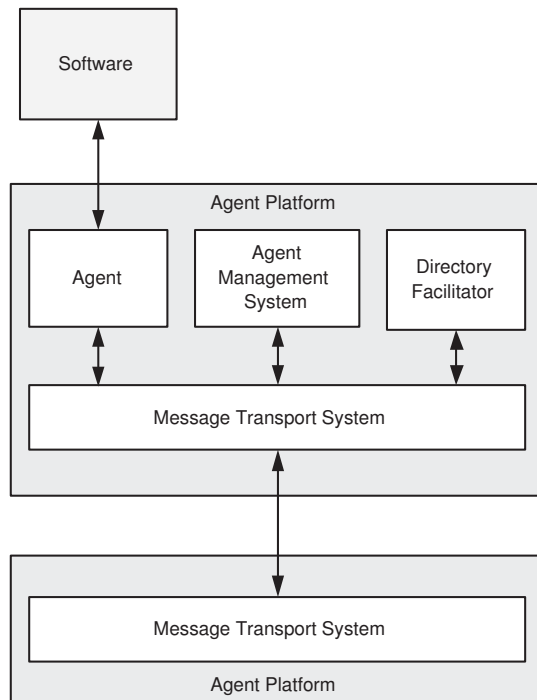 Software
Agent Platform
Agent
Agent
Management
System
Directory
Facilitator
Message Transport System
Message Transport System
Agent Platform